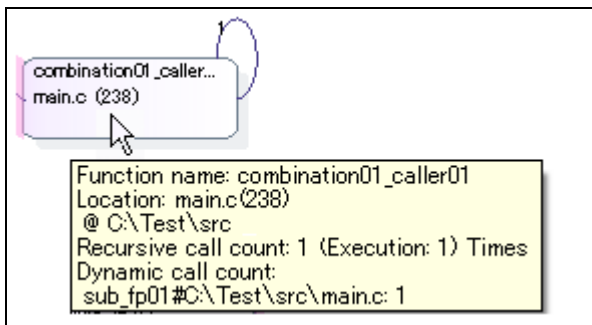 1
combination01_caller...
main.c (238)
Function name: combination01_caller01
Location: main.c(238)
@ C:\Test\src
Recursive call count: 1 (Execution: 1) Times
Dynamic call count:
sub_fp01#C:\Test\src\main.c: 1